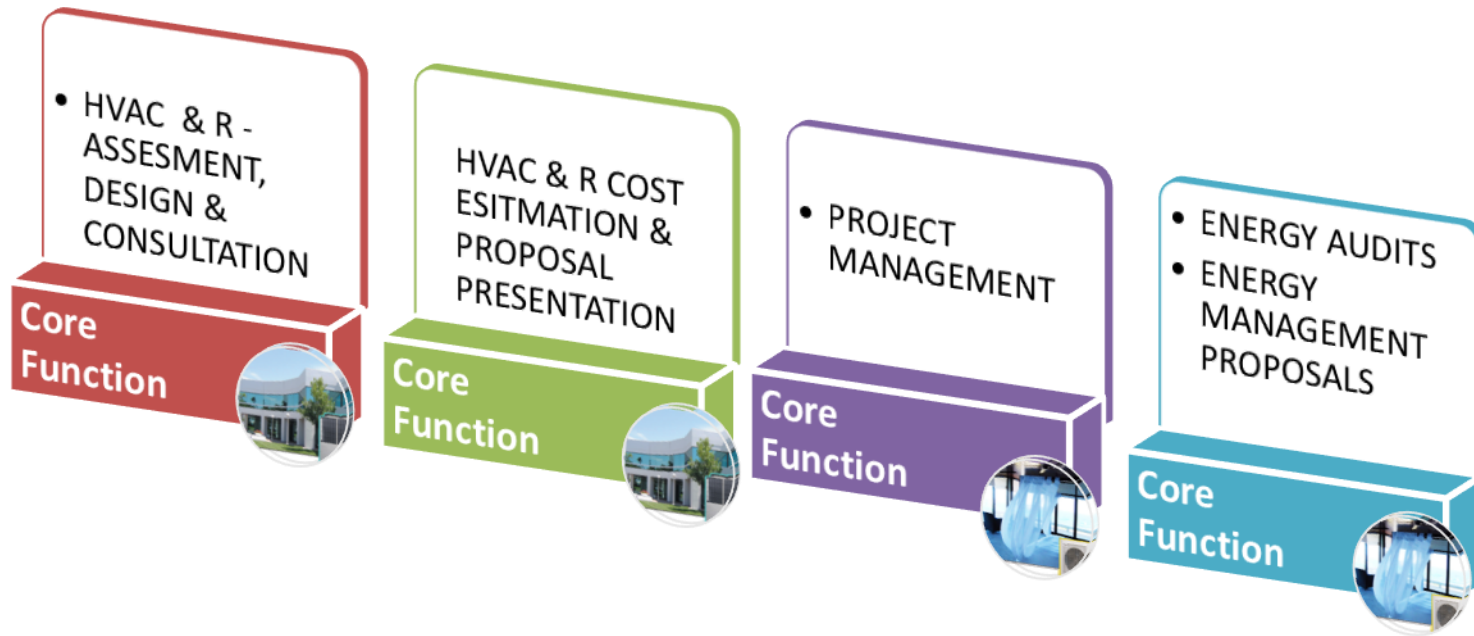 • HVAC & R -
ASSESMENT,
DESIGN &
CONSULTATION
Core
Function
HVAC & R COST
ESITMATION &
PROPOSAL
PRESENTATION
Core
Function
• PROJECT
MANAGEMENT
Core
Function
• ENERGY AUDITS
• ENERGY
MANAGEMENT
PROPOSALS
Core
Function